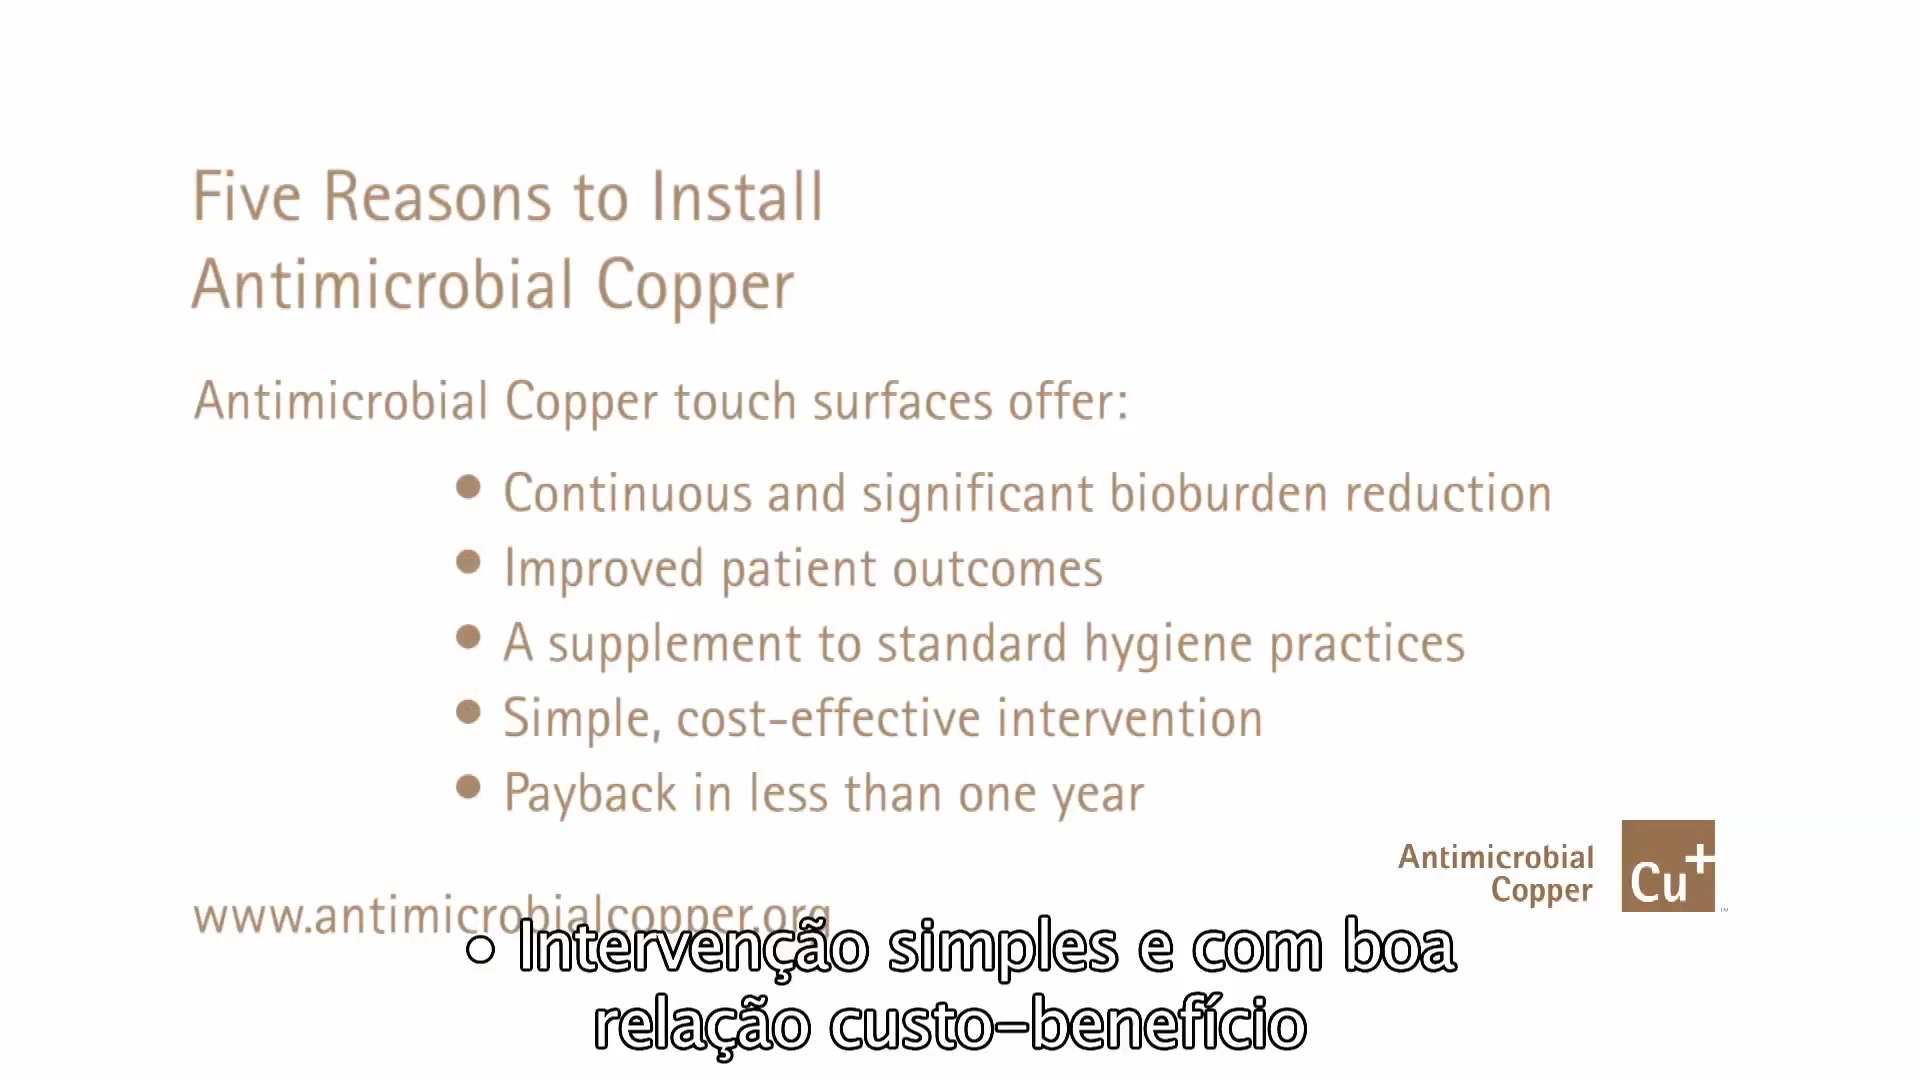 Five Reasons to Install
Antimicrobial Copper
Antimicrobial Copper touch surfaces offer:
• Continuous and significant bioburden reduction
• Improved patient outcomes
• A supplement to standard hygiene practices
• Simple, cost-effective intervention
• Payback in less than one year
Antimicrobial
Copper
Cu+
™
www.antimicrobialcopper.org
• Intervenção simples e com boa
relação custo-benefício